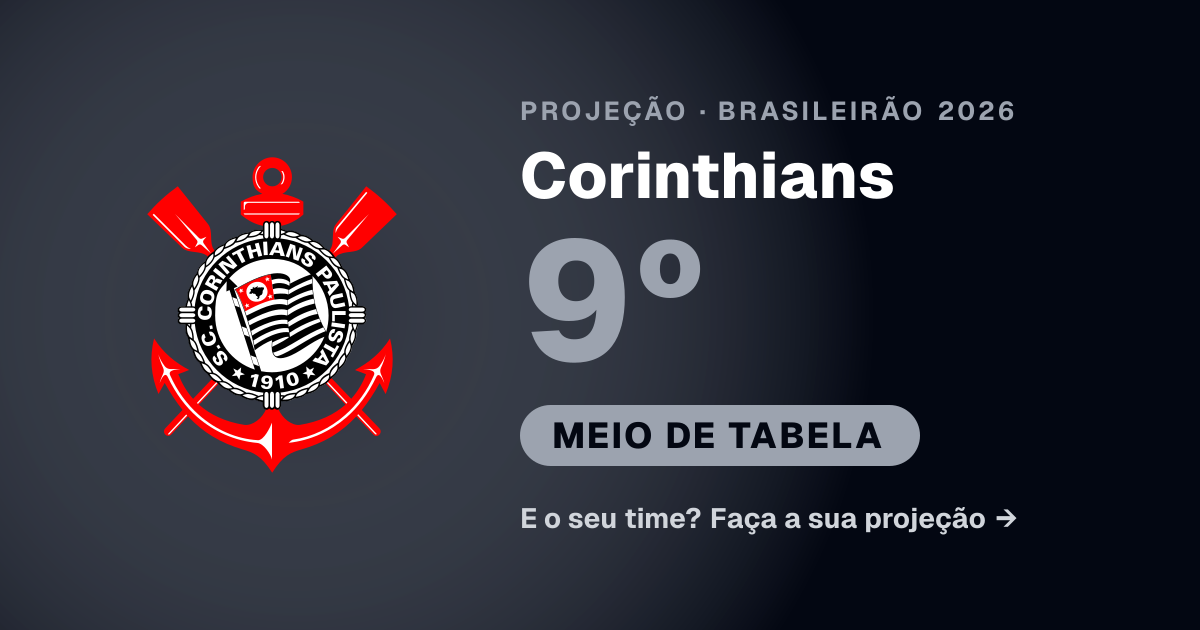 S.C. CORINTHIANS PAULISTA
1910
PROJEÇÃO · BRASILEIRÃO 2026
Corinthians
9º
MEIO DE TABELA
E o seu time? Faça a sua projeção →